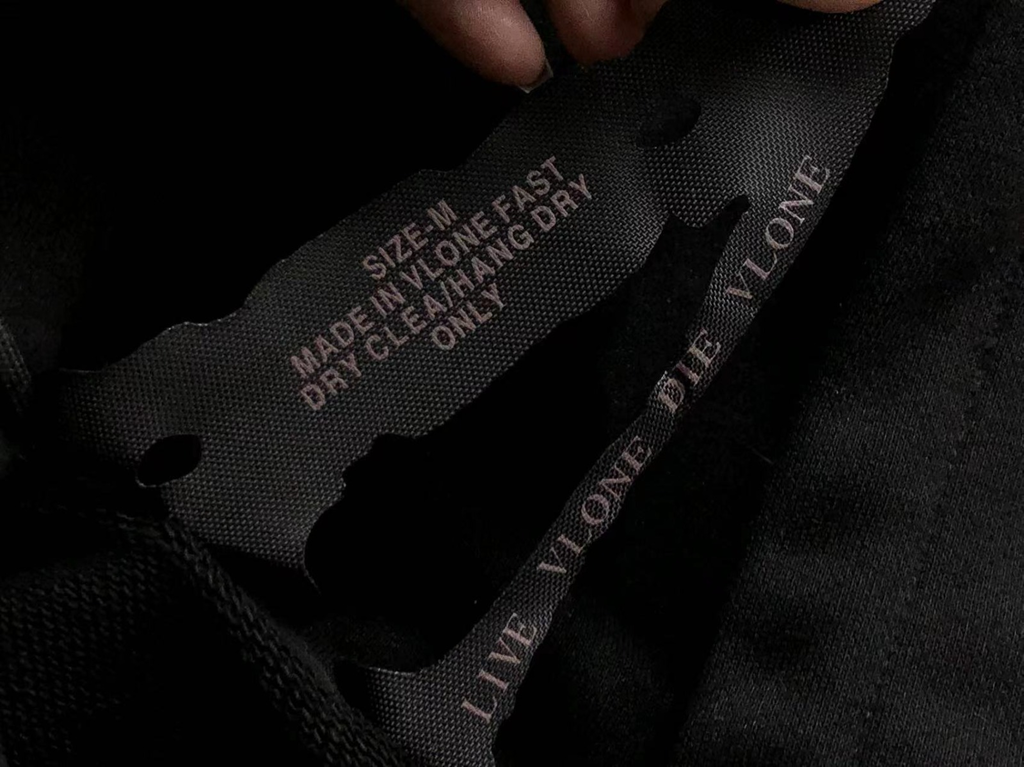 SIZE-M
MADE IN VLONE FAST
DRY CLEA/HANG DRY
ONLY
LIVE VLONE DIE VLONE